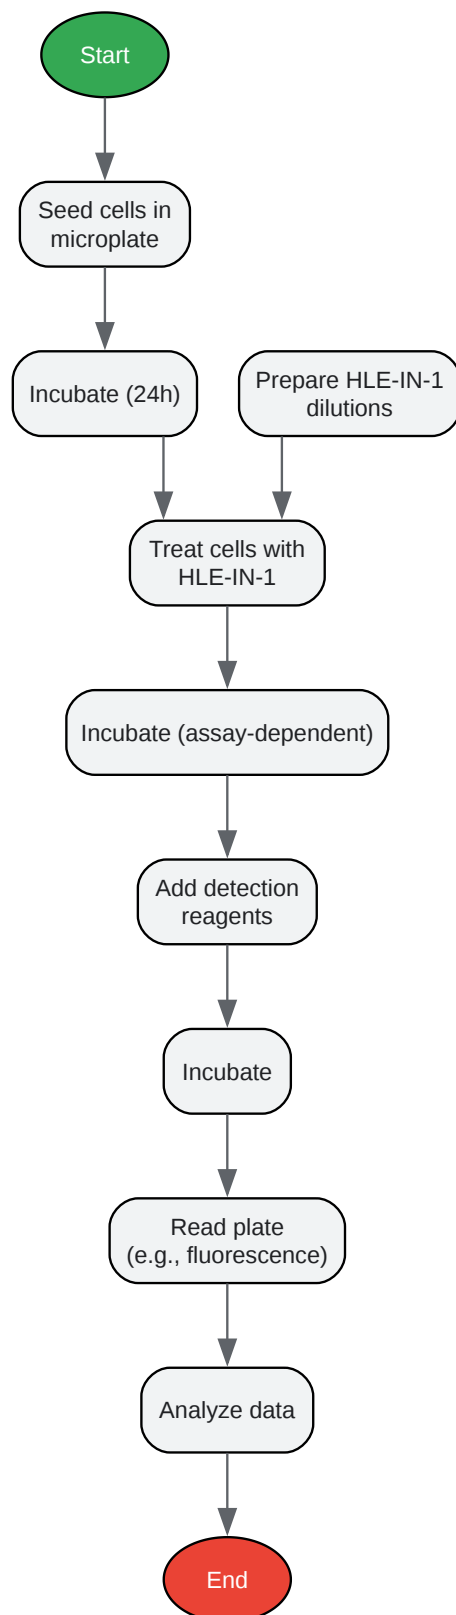 Start
Seed cells in
microplate
Incubate (24h)
Prepare HLE-IN-1
dilutions
Treat cells with
HLE-IN-1
Incubate (assay-dependent)
Add detection
reagents
Incubate
Read plate
(e.g., fluorescence)
Analyze data
End